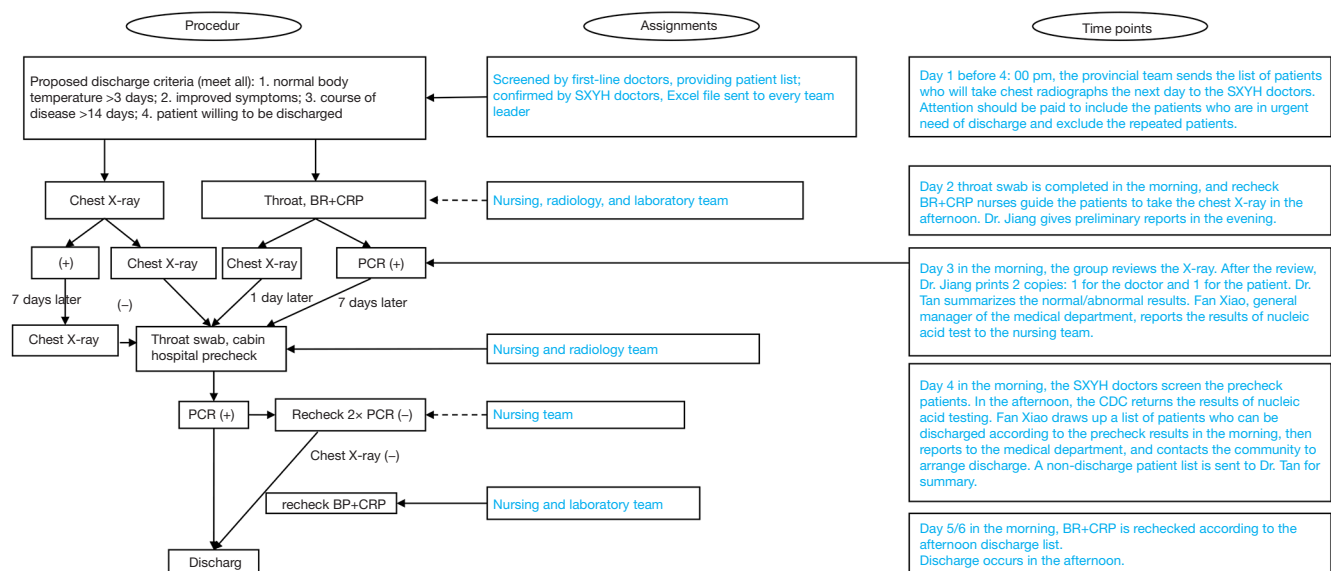 Procedur
Assignments
Time points
Proposed discharge criteria (meet all): 1. normal body
temperature >3 days; 2. improved symptoms; 3. course of
disease >14 days; 4. patient willing to be discharged
Screened by first-line doctors, providing patient list;
confirmed by SXYH doctors, Excel file sent to every team
leader
Day 1 before 4: 00 pm, the provincial team sends the list of patients
who will take chest radiographs the next day to the SXYH doctors.
Attention should be paid to include the patients who are in urgent
need of discharge and exclude the repeated patients.
Chest X-ray
Throat, BR+CRP
Nursing, radiology, and laboratory team
Day 2 throat swab is completed in the morning, and recheck
BR+CRP nurses guide the patients to take the chest X-ray in the
afternoon. Dr. Jiang gives preliminary reports in the evening.
(+)
Chest X-ray
Chest X-ray
PCR (+)
7 days later
(–)
1 day later
7 days later
Day 3 in the morning, the group reviews the X-ray. After the review,
Dr. Jiang prints 2 copies: 1 for the doctor and 1 for the patient. Dr.
Tan summarizes the normal/abnormal results. Fan Xiao, general
manager of the medical department, reports the results of nucleic
acid test to the nursing team.
Chest X-ray
Throat swab, cabin
hospital precheck
Nursing and radiology team
PCR (+)
Recheck 2× PCR (–)
Nursing team
Day 4 in the morning, the SXYH doctors screen the precheck
patients. In the afternoon, the CDC returns the results of nucleic
acid testing. Fan Xiao draws up a list of patients who can be
discharged according to the precheck results in the morning, then
reports to the medical department, and contacts the community to
arrange discharge. A non-discharge patient list is sent to Dr. Tan for
summary.
Chest X-ray (–)
recheck BP+CRP
Nursing and laboratory team
Discharg
Day 5/6 in the morning, BR+CRP is rechecked according to the
afternoon discharge list.
Discharge occurs in the afternoon.